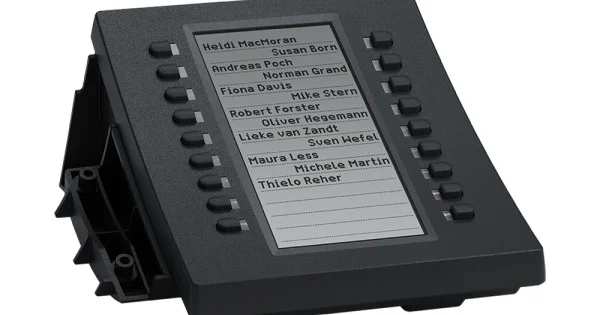 Heidi MacMoran
Susan Born
Andreas Poch
Norman Grand
Fiona Davis
Mike Stern
Robert Forster
Oliver Hegemann
Lieke van Zandt
Sven Wefel
Maura Less
Michele Martin
Thielo Reher